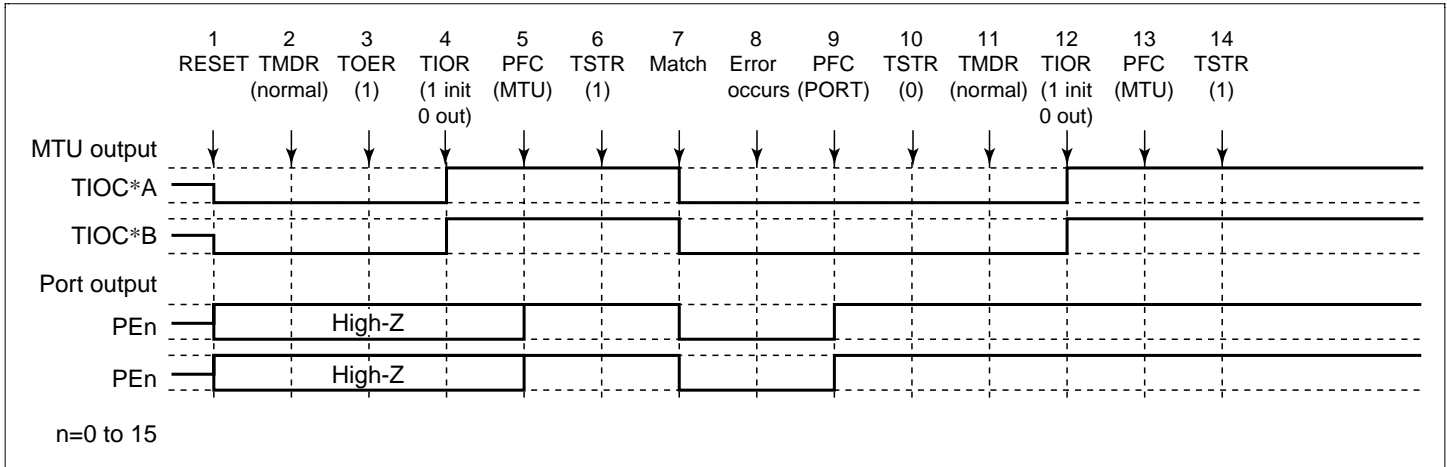 1 2 3 4 5 6 7 8 9 10 11 12 13 14
RESET TMDR TOER TIOR PFC TSTR Match Error PFC TSTR TMDR TIOR PFC TSTR
(normal) (1) (1 init (MTU) (1) occurs (PORT) (0) (normal) (1 init (MTU) (1)
0 out) 0 out)
MTU output
TIOC*A
TIOC*B
Port output
PEn High-Z
PEn High-Z
n=0 to 15